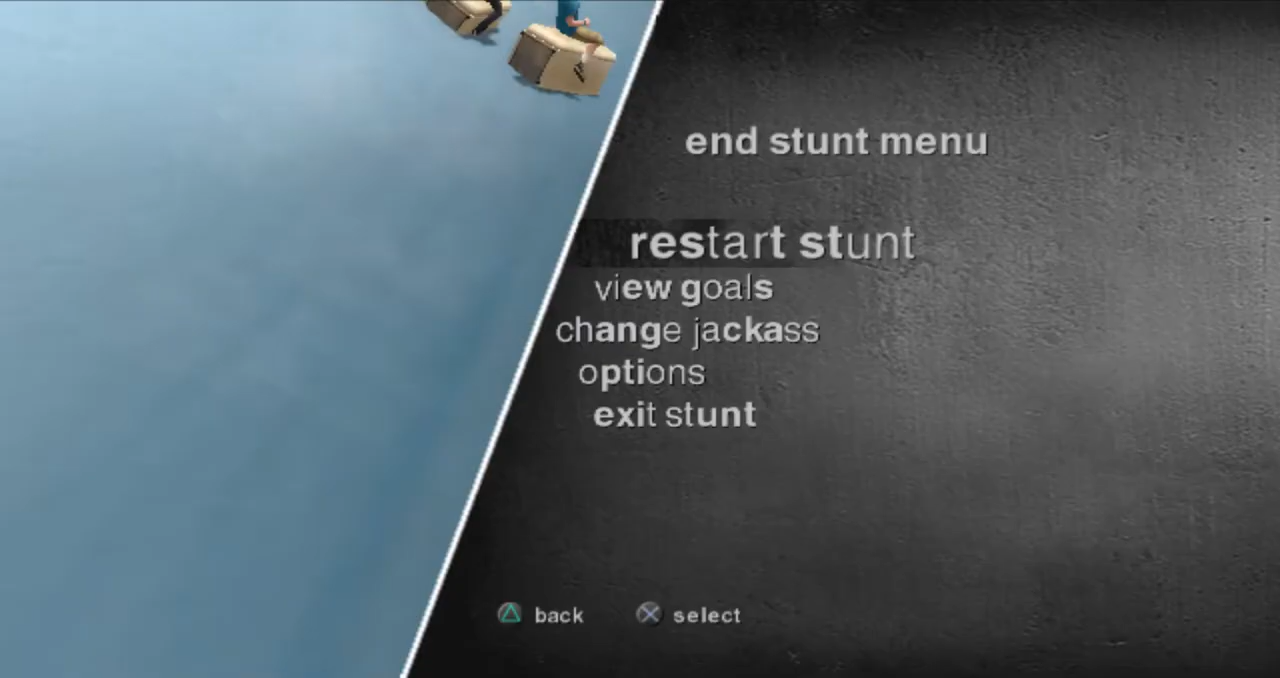 end stunt menu
restart stunt
view goals
change jackass
options
exit stunt
back select